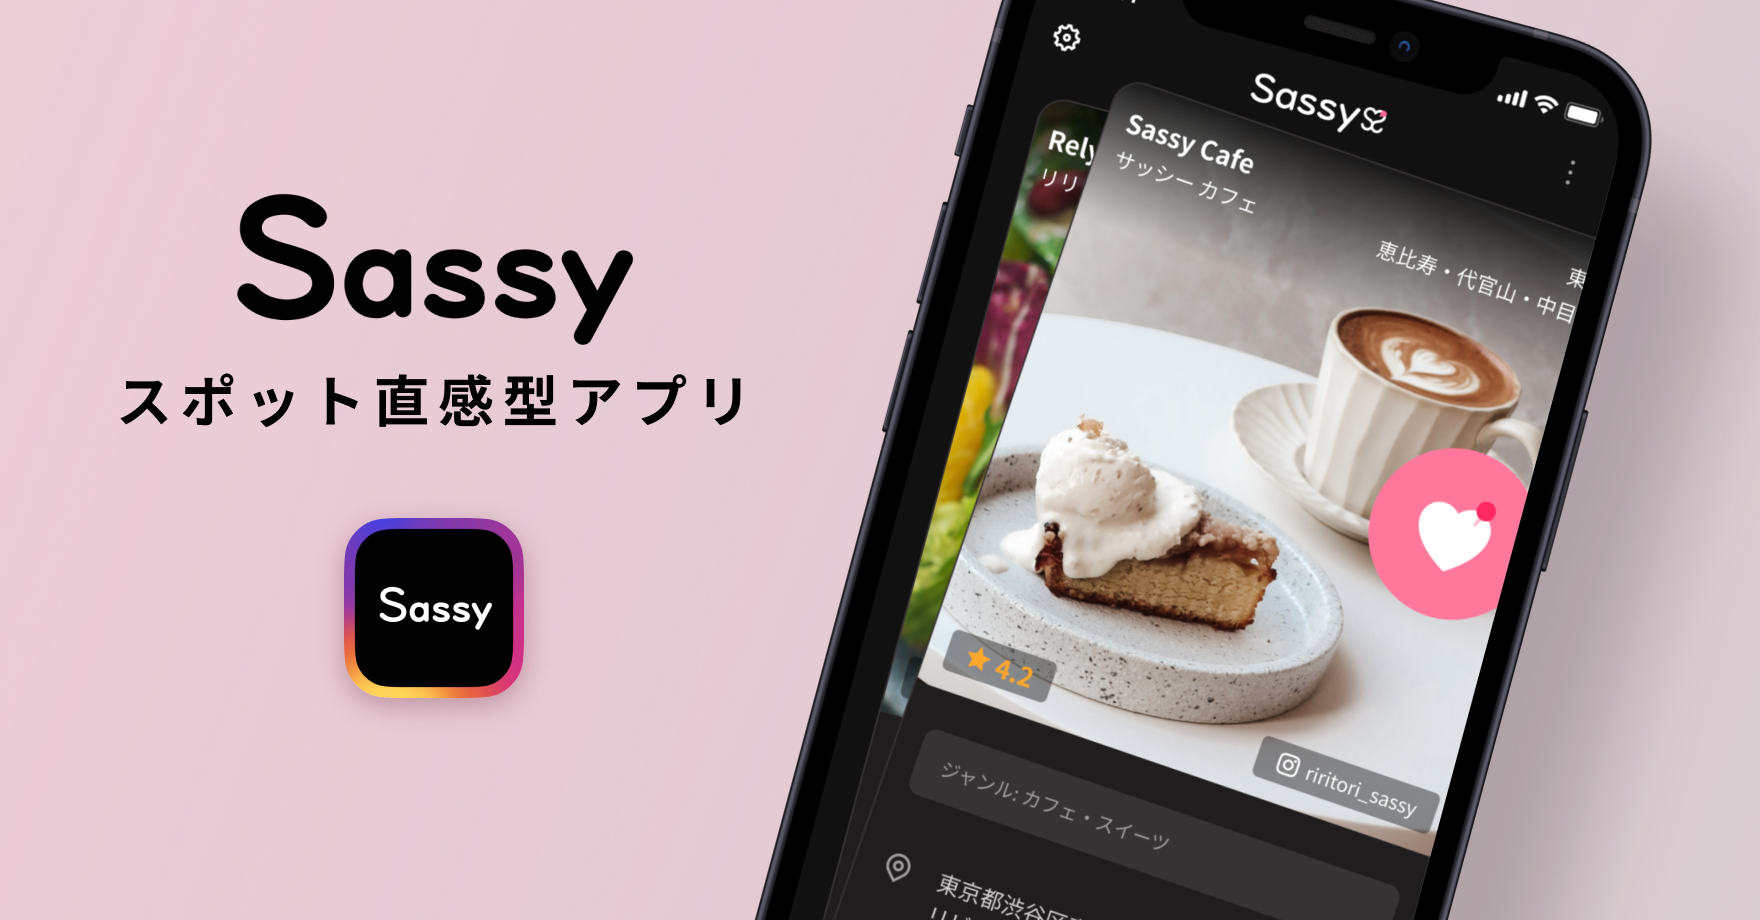 Sassy
スポット直感型アプリ
Sassy
Sassy
Sassy Cafe
サッシー カフェ
リリ
東
恵比寿・代官山・中目
4.2
riritori_sassy
ジャンル: カフェ・スイーツ
東京都渋谷区